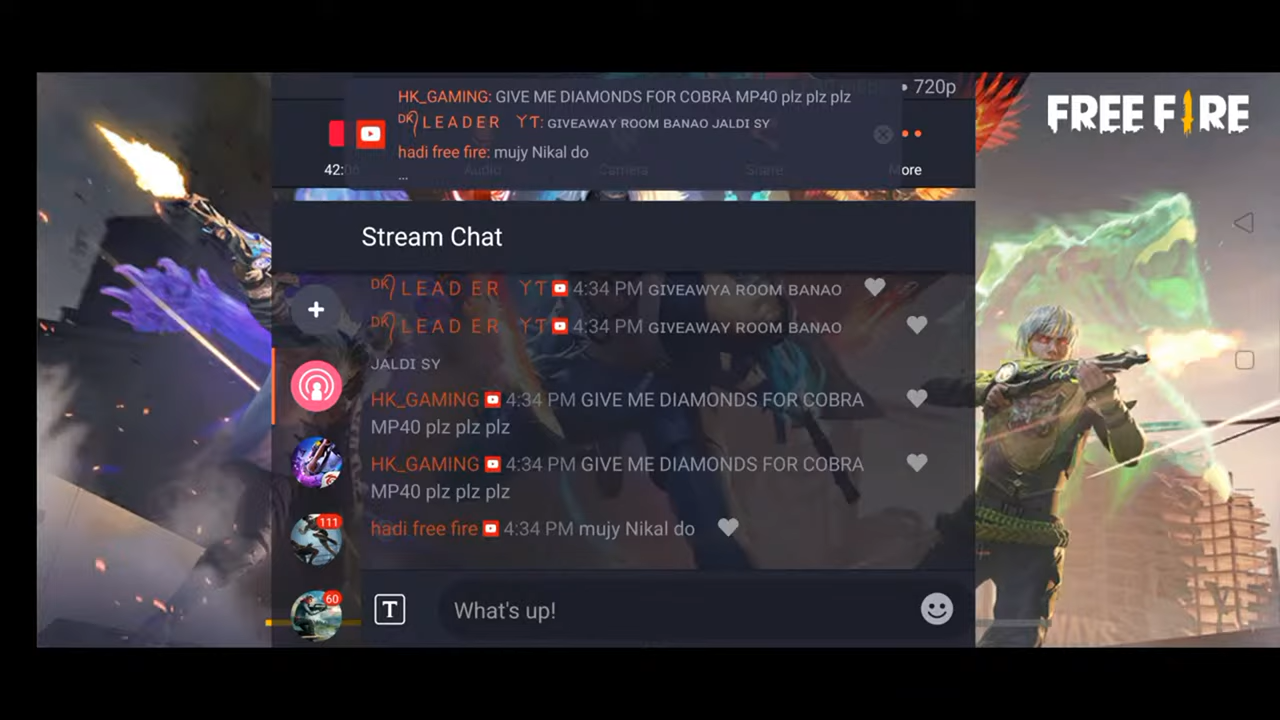 • 720p
HK_GAMING: GIVE ME DIAMONDS FOR COBRA MP40 plz plz plz
DK LEADER YT: GIVEAWAY ROOM BANAO JALDI SY
hadi free fire: mujy Nikal do
...
42:06 Audio Camera Share More
FREE FIRE
Stream Chat
DK LEADER YT 4:34 PM GIVEAWYA ROOM BANAO
DK LEADER YT 4:34 PM GIVEAWAY ROOM BANAO
JALDI SY
HK_GAMING 4:34 PM GIVE ME DIAMONDS FOR COBRA
MP40 plz plz plz
HK_GAMING 4:34 PM GIVE ME DIAMONDS FOR COBRA
MP40 plz plz plz
hadi free fire 4:34 PM mujy Nikal do
111
60
T What's up!